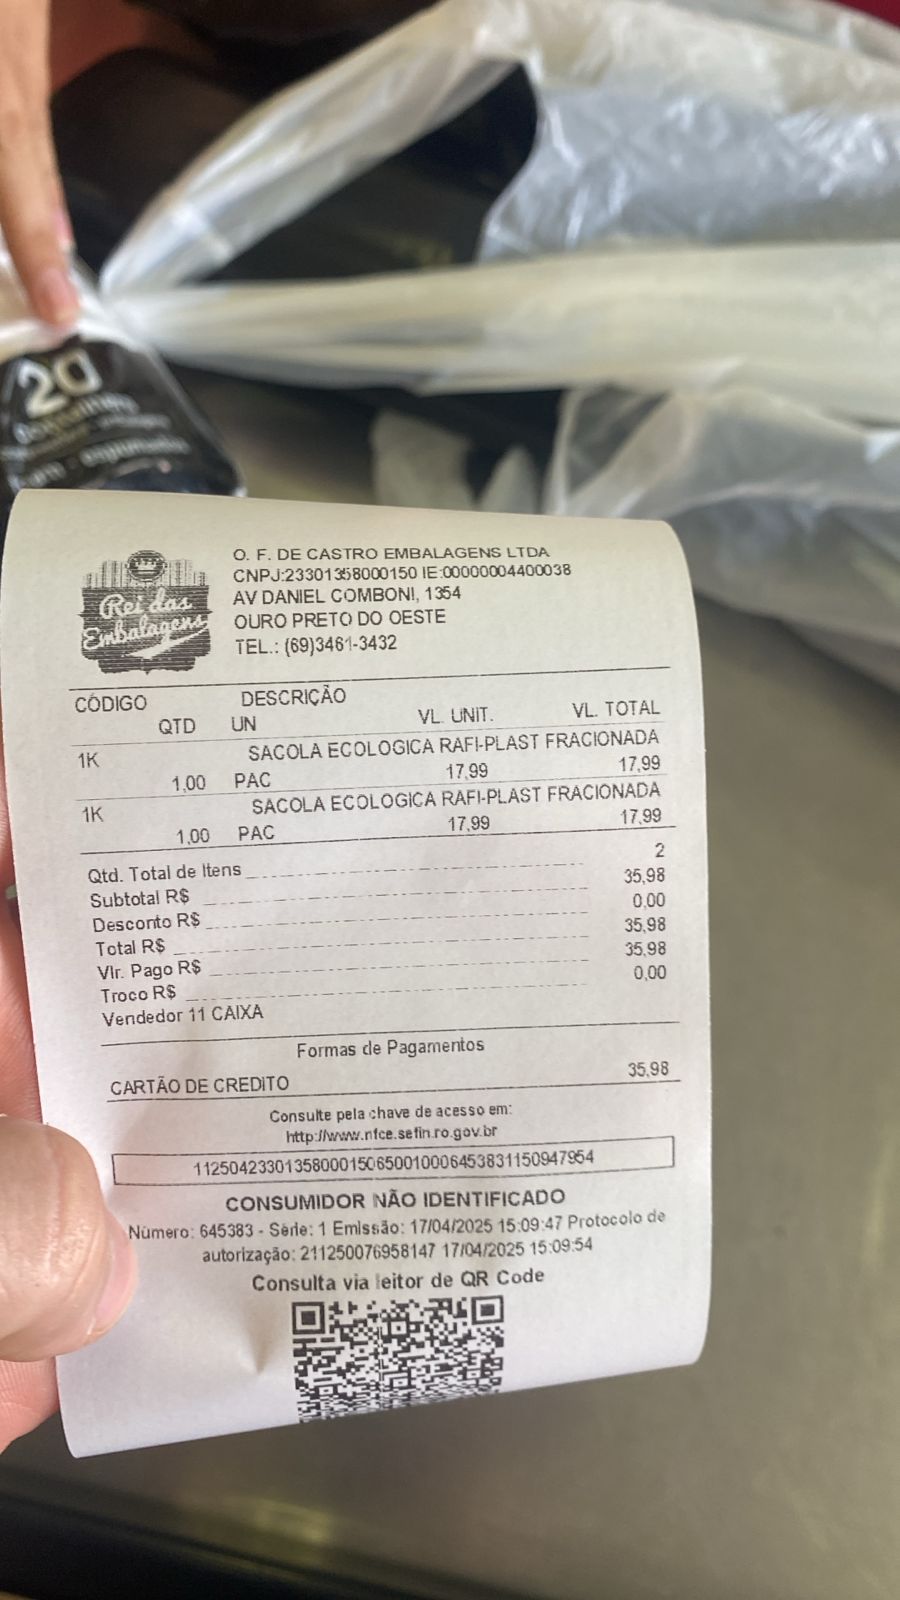 20
Rei das
Embalagens
O. F. DE CASTRO EMBALAGENS LTDA
CNPJ:23301358000150 IE:00000004400038
AV DANIEL COMBONI, 1354
OURO PRETO DO OESTE
TEL.: (69)3461-3432
CÓDIGO DESCRIÇÃO
QTD UN VL. UNIT. VL. TOTAL
1K SACOLA ECOLOGICA RAFI-PLAST FRACIONADA
1,00 PAC 17,99 17,99
1K SACOLA ECOLOGICA RAFI-PLAST FRACIONADA
1,00 PAC 17,99 17,99
Qtd. Total de Itens 2
Subtotal R$ 35,98
Desconto R$ 0,00
Total R$ 35,98
Vlr. Pago R$ 35,98
Troco R$ 0,00
Vendedor 11 CAIXA
Formas de Pagamentos
CARTÃO DE CREDITO 35,98
Consulte pela chave de acesso em:
http://www.nfce.sefin.ro.gov.br
11250423301358000150650010006453831150947954
CONSUMIDOR NÃO IDENTIFICADO
Número: 645383 - Série: 1 Emissão: 17/04/2025 15:09:47 Protocolo de
autorização: 211250076958147 17/04/2025 15:09:54
Consulta via leitor de QR Code